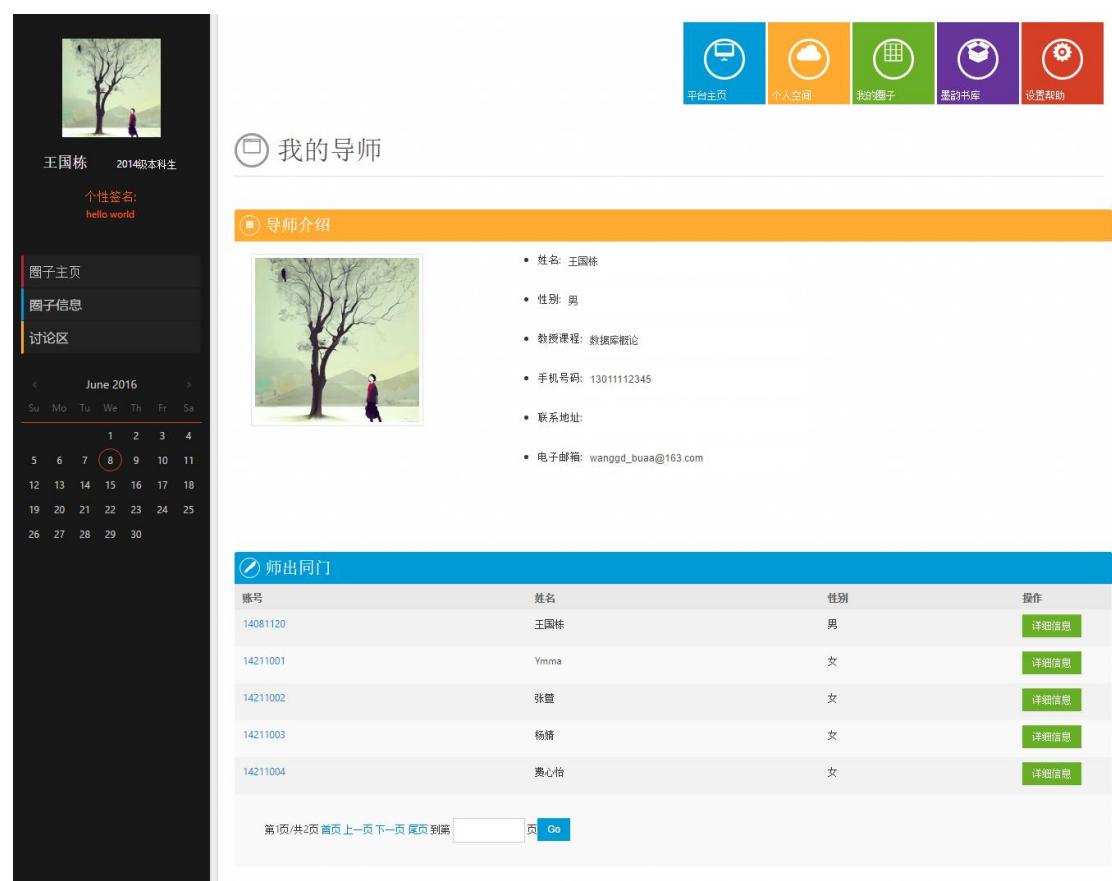 平台主页
个人空间
我的圈子
墨韵书库
设置帮助
王国栋 2014级本科生
个性签名:
hello world
圈子主页
圈子信息
讨论区
< June 2016 >
Su Mo Tu We Th Fr Sa
1 2 3 4
5 6 7 8 9 10 11
12 13 14 15 16 17 18
19 20 21 22 23 24 25
26 27 28 29 30
我的导师
导师介绍
姓名: 王国栋
性别: 男
教授课程: 数据库概论
手机号码: 13011112345
联系地址:
电子邮箱: wanggd_buaa@163.com
师出同门
账号 姓名 性别 操作
14081120 王国栋 男 详细信息
14211001 Ymma 女 详细信息
14211002 张萱 女 详细信息
14211003 杨婧 女 详细信息
14211004 费心怡 女 详细信息
第1页/共2页 首页 上一页 下一页 尾页 到第 页 Go